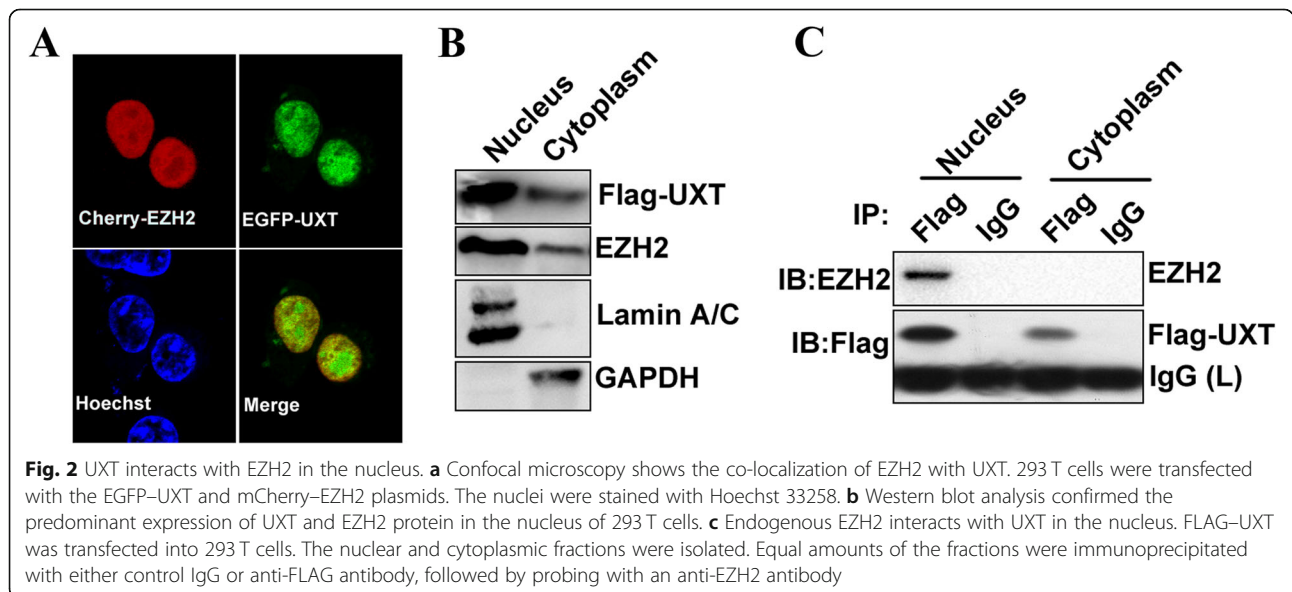 A
Cherry-EZH2
EGFP-UXT
Hoechst
Merge
B
Nucleus
Cytoplasm
Flag-UXT
EZH2
Lamin A/C
GAPDH
C
Nucleus
Cytoplasm
IP:
Flag
IgG
Flag
IgG
IB:EZH2
EZH2
IB:Flag
Flag-UXT
IgG (L)
Fig. 2 UXT interacts with EZH2 in the nucleus. a Confocal microscopy shows the co-localization of EZH2 with UXT. 293 T cells were transfected
with the EGFP–UXT and mCherry–EZH2 plasmids. The nuclei were stained with Hoechst 33258. b Western blot analysis confirmed the
predominant expression of UXT and EZH2 protein in the nucleus of 293 T cells. c Endogenous EZH2 interacts with UXT in the nucleus. FLAG–UXT
was transfected into 293 T cells. The nuclear and cytoplasmic fractions were isolated. Equal amounts of the fractions were immunoprecipitated
with either control IgG or anti-FLAG antibody, followed by probing with an anti-EZH2 antibody